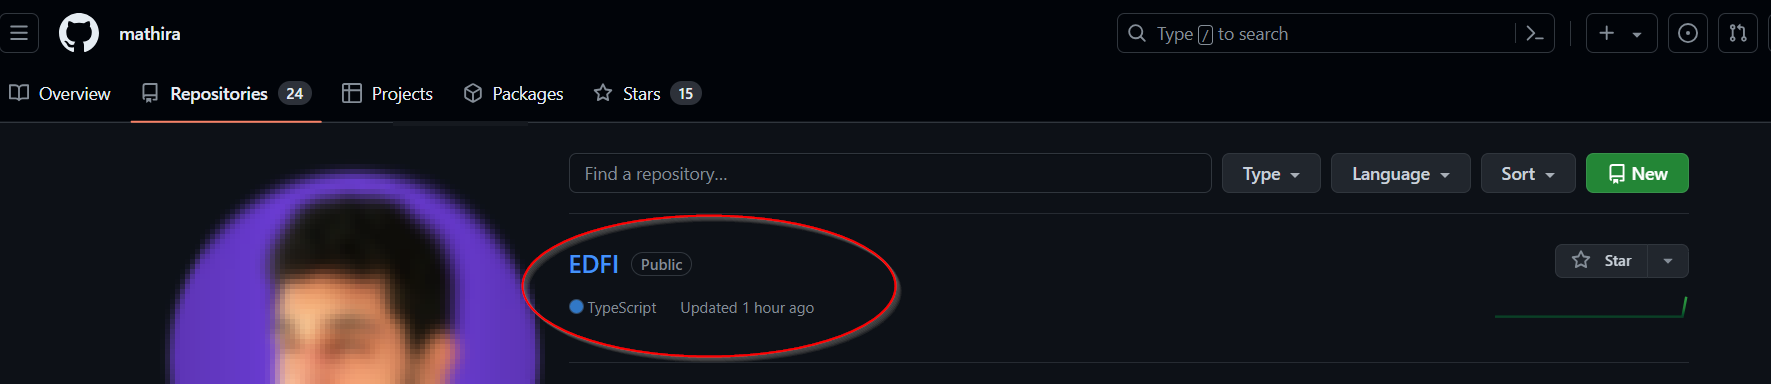 mathira
Type / to search
Overview
Repositories 24
Projects
Packages
Stars 15
Find a repository...
Type
Language
Sort
New
EDFI Public
Star
TypeScript Updated 1 hour ago